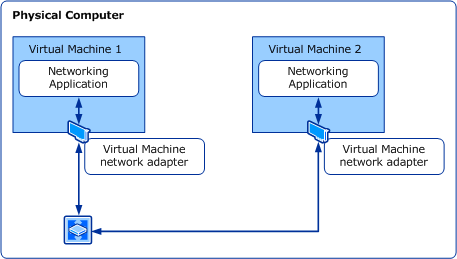 Physical Computer
Virtual Machine 1
Networking
Application
Virtual Machine
network adapter
Virtual Machine 2
Networking
Application
Virtual Machine
network adapter